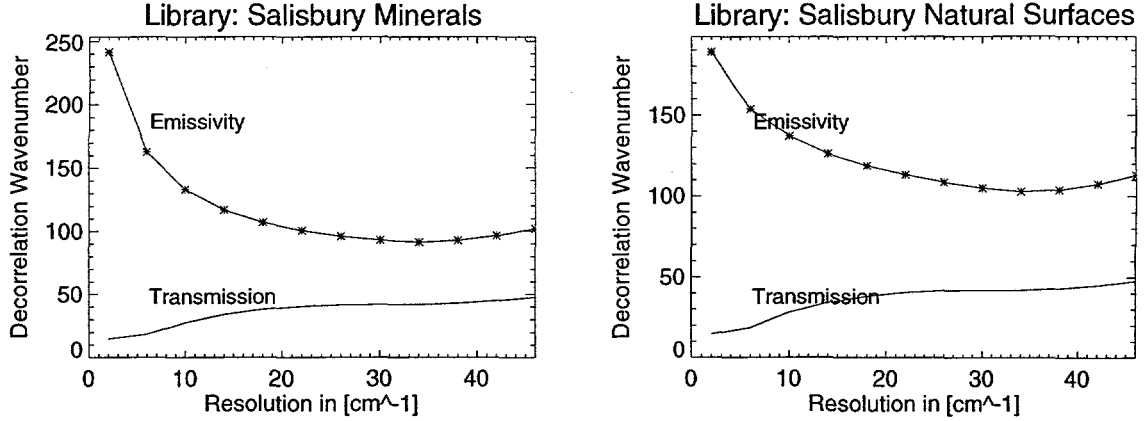 Library: Salisbury Minerals
250
200
150
100
50
0
Decorrelation Wavenumber
Emissivity
Transmission
0 10 20 30 40
Resolution in [cm^-1]
Library: Salisbury Natural Surfaces
150
100
50
0
Decorrelation Wavenumber
Emissivity
Transmission
0 10 20 30 40
Resolution in [cm^-1]